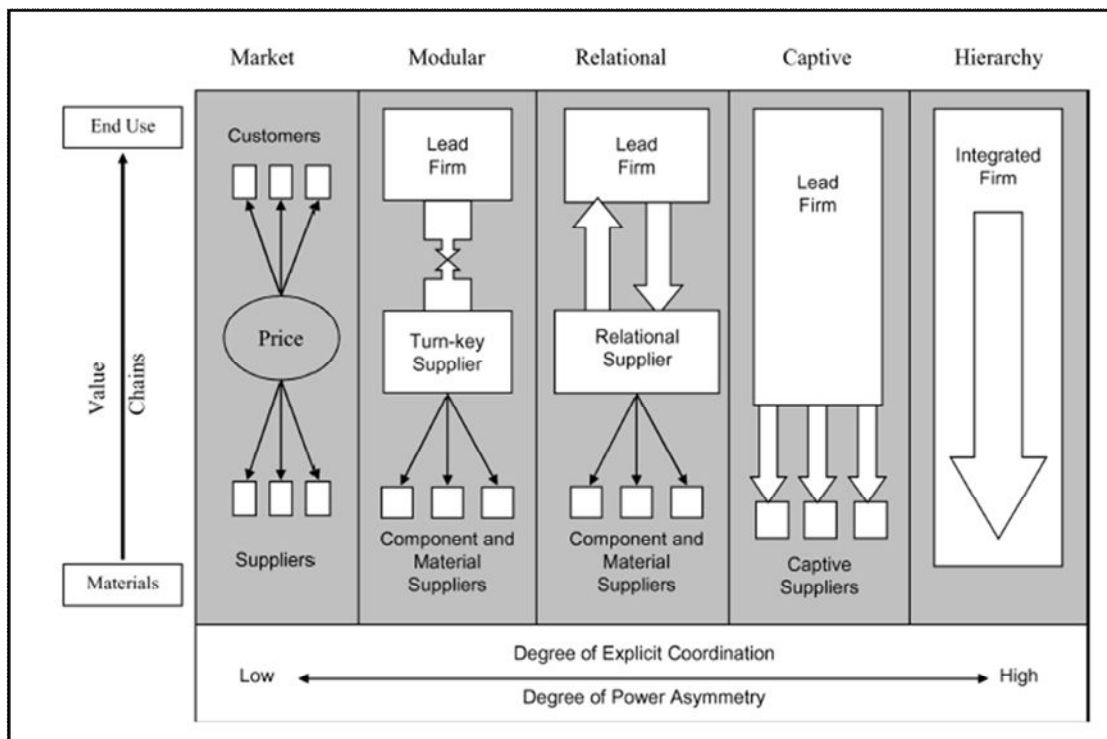 Market
Modular
Relational
Captive
Hierarchy
End Use
Value
Chains
Materials
Customers
Price
Suppliers
Lead
Firm
Turn-key
Supplier
Component and
Material
Suppliers
Lead
Firm
Relational
Supplier
Component and
Material
Suppliers
Lead
Firm
Captive
Suppliers
Integrated
Firm
Degree of Explicit Coordination
Low
High
Degree of Power Asymmetry